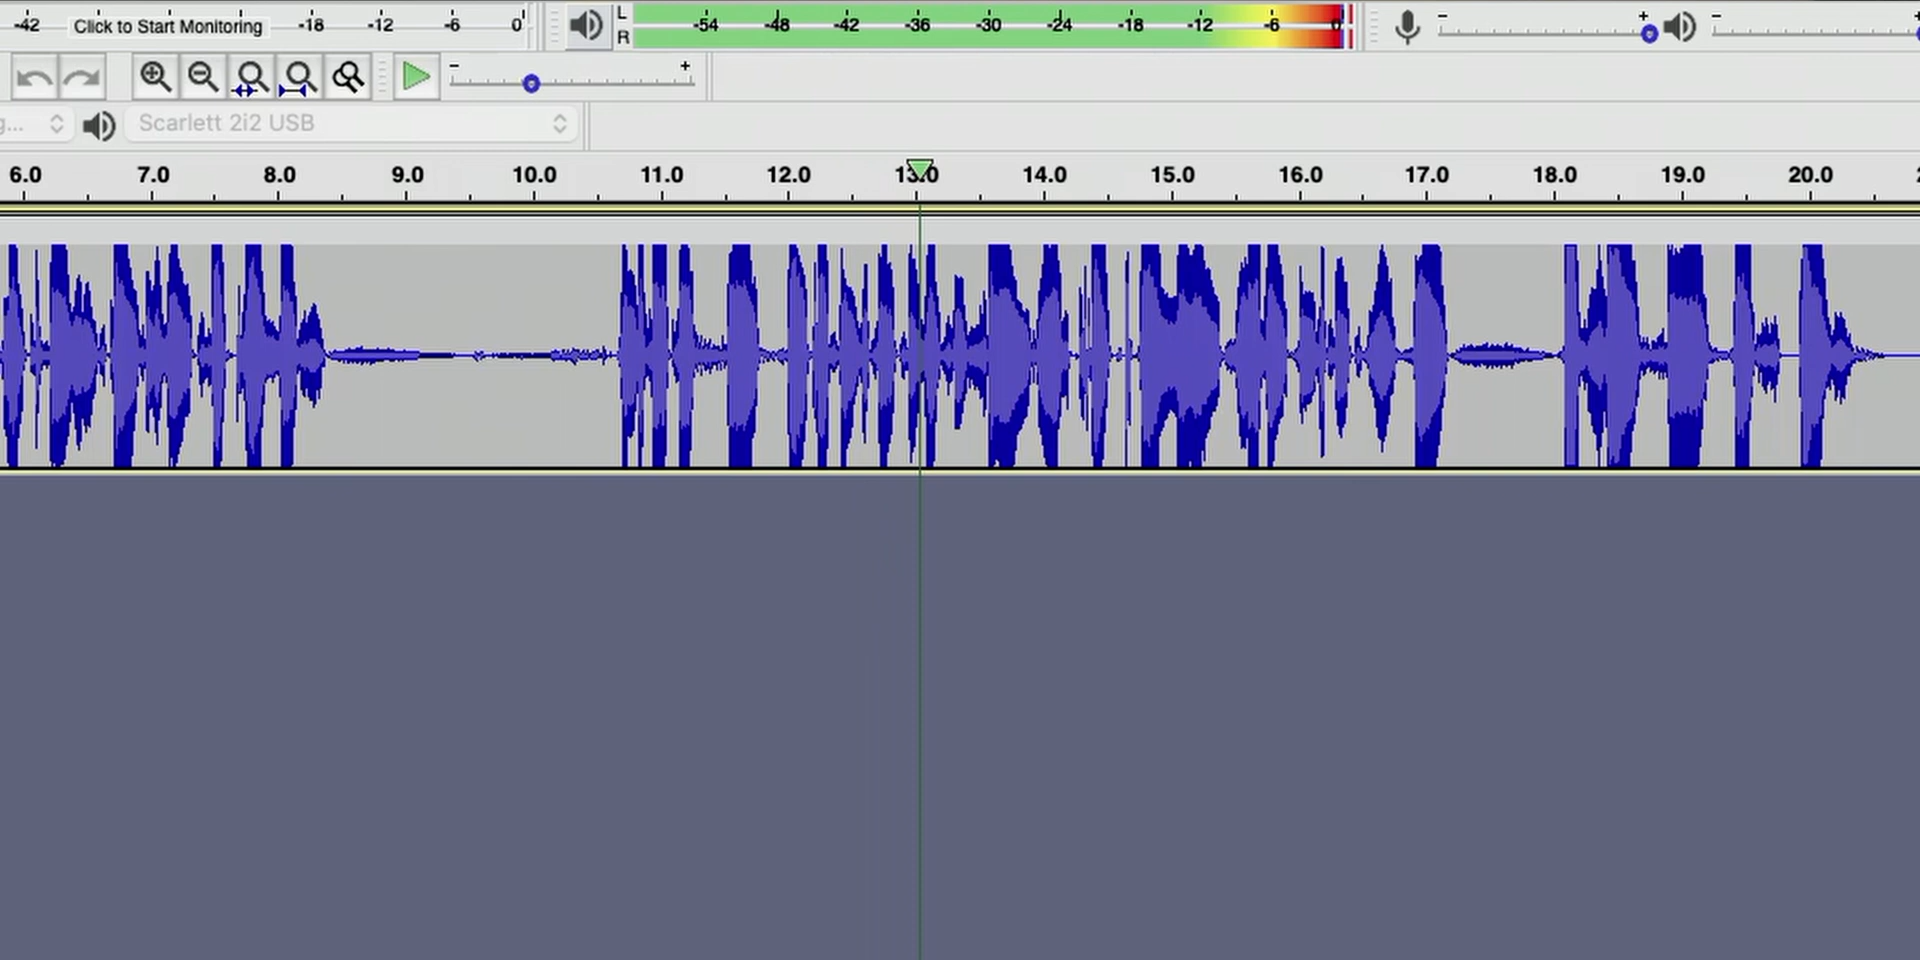 -42 Click to Start Monitoring -18 -12 -6 0
L -54 -48 -42 -36 -30 -24 -18 -12 -6 0
R
- +
-
- +
g... Scarlett 2i2 USB
6.0 7.0 8.0 9.0 10.0 11.0 12.0 13.0 14.0 15.0 16.0 17.0 18.0 19.0 20.0